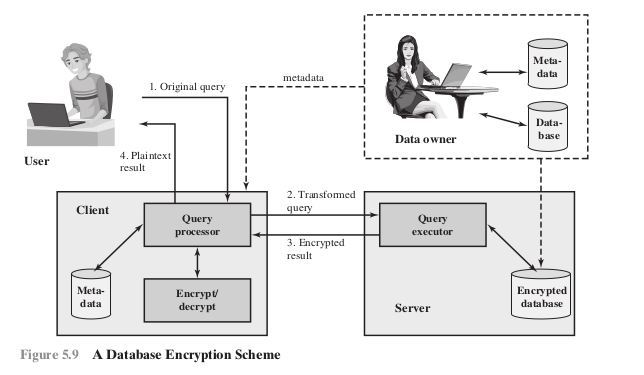 1. Original query
metadata
Meta-
data
Data-
base
Data owner
User
4. Plaintext
result
Client
2. Transformed
query
Query
processor
Query
executor
3. Encrypted
result
Meta-
data
Encrypt/
decrypt
Server
Encrypted
database
Figure 5.9 A Database Encryption Scheme